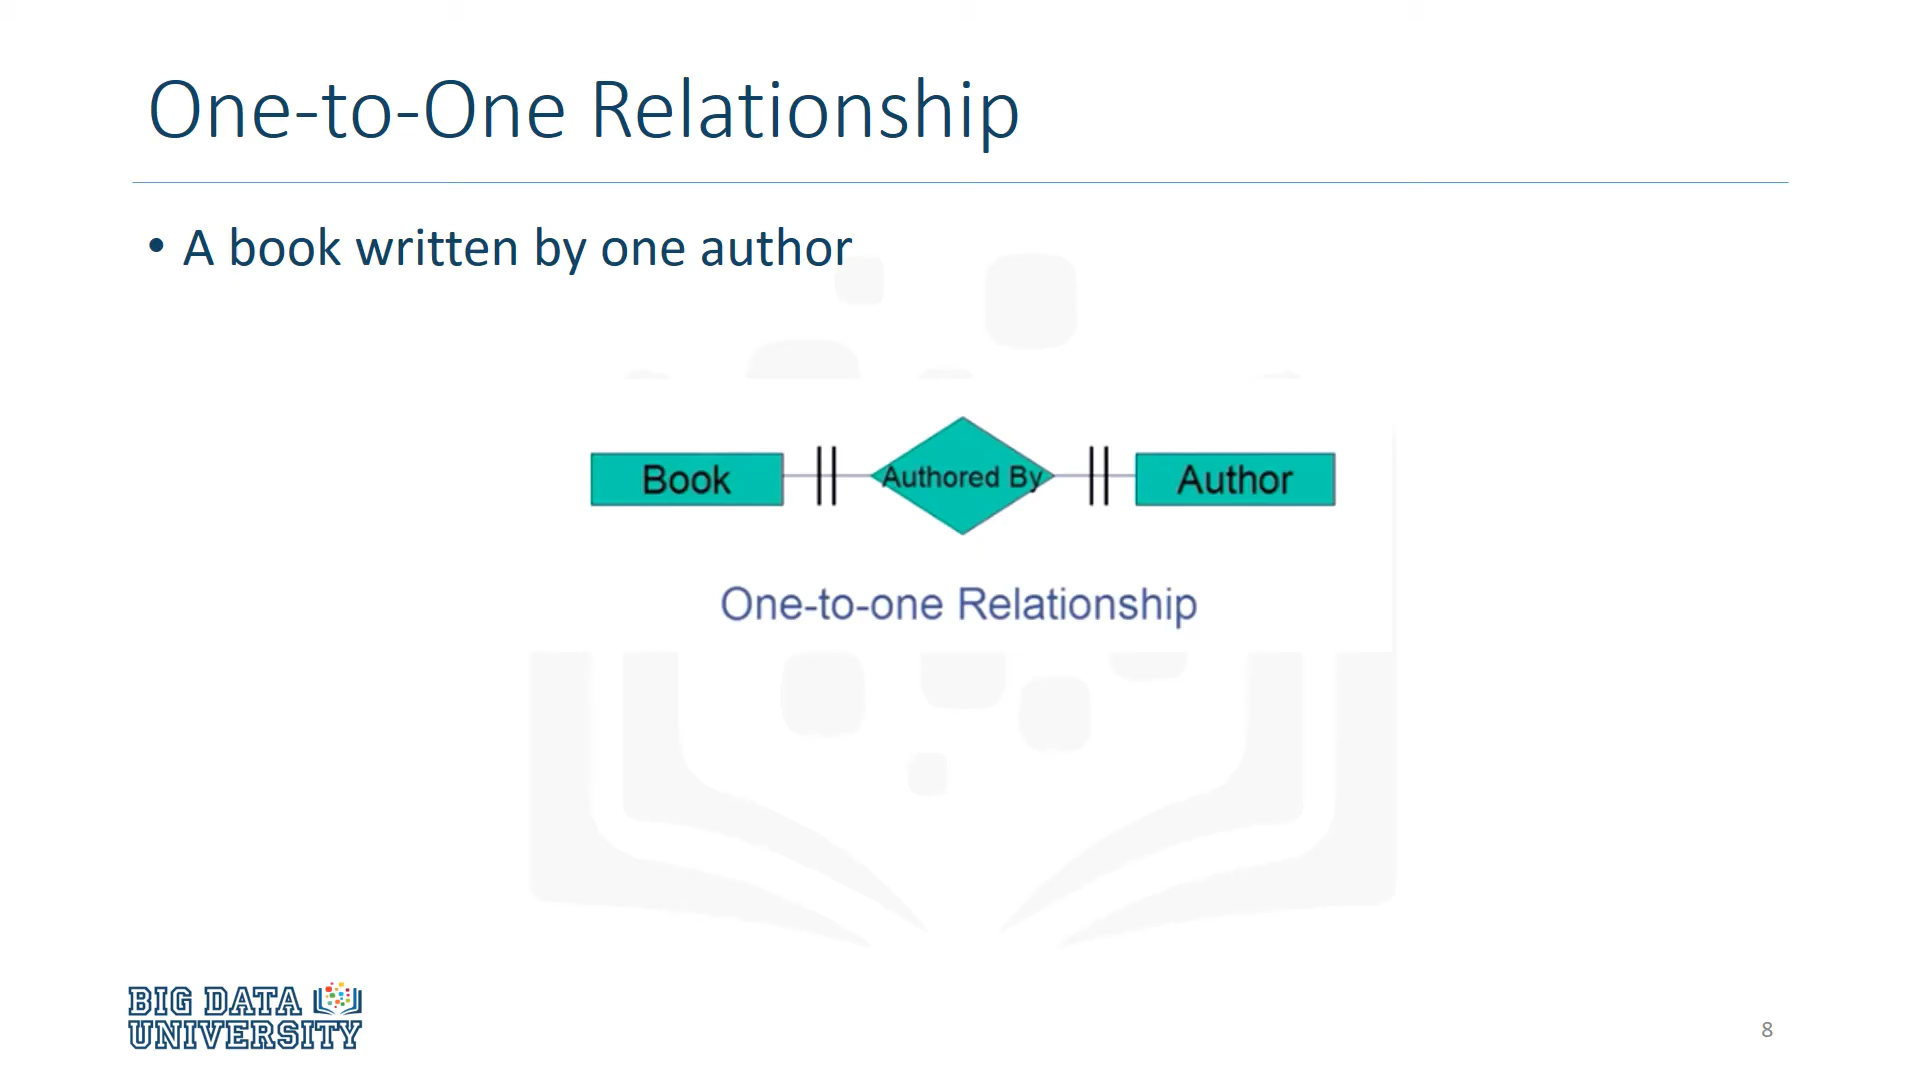 One-to-One Relationship
• A book written by one author
Book
Authored By
Author
One-to-one Relationship
BIG DATA
UNIVERSITY
8